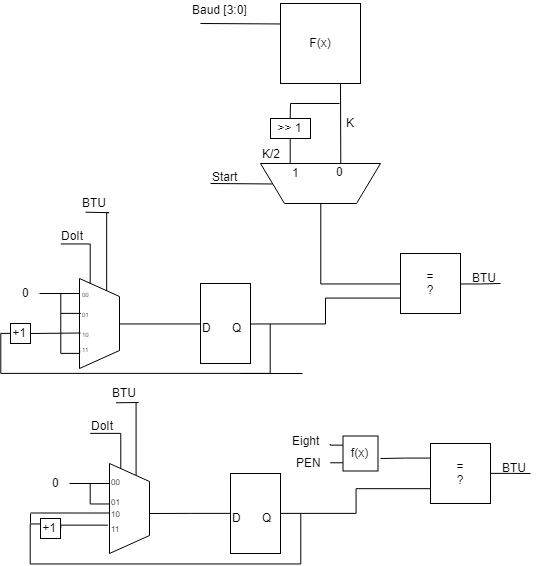 Baud [3:0]
F(x)
>> 1
K
K/2
1
0
Start
BTU
DoIt
0
00
01
10
11
+1
D
Q
=
?
BTU
BTU
DoIt
0
00
01
10
11
+1
D
Q
Eight
PEN
f(x)
=
?
BTU